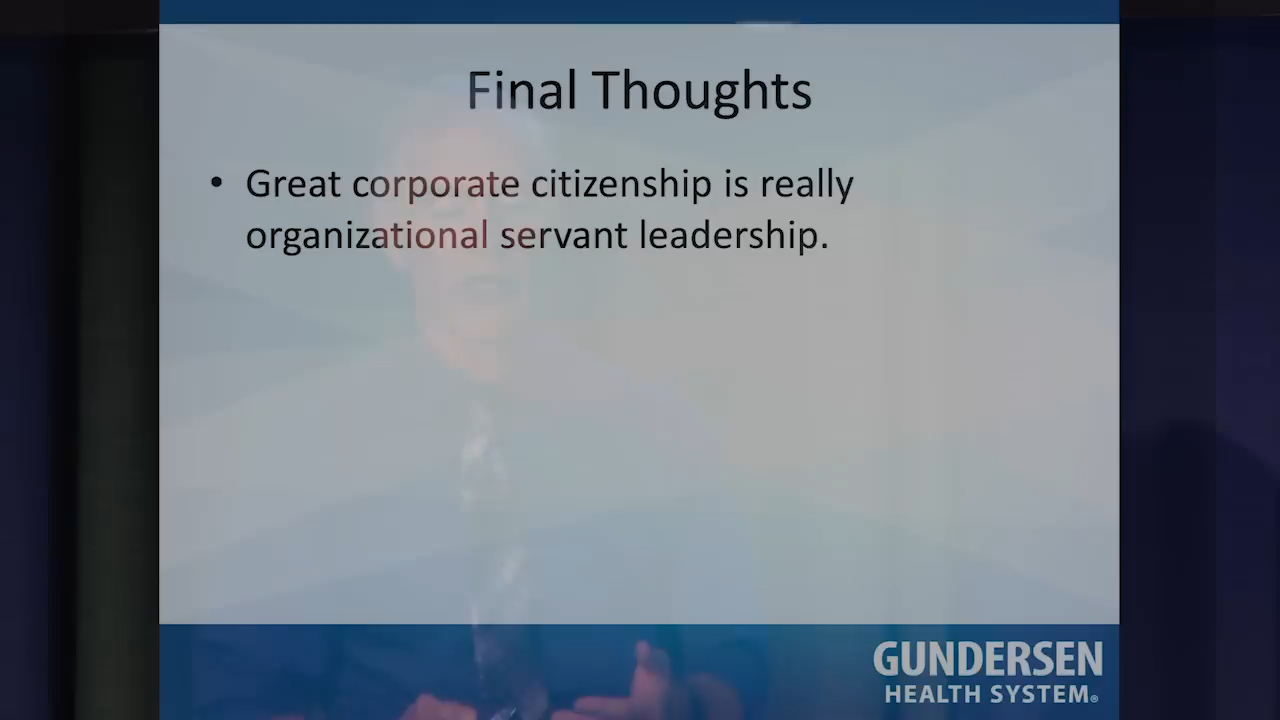 Final Thoughts
• Great corporate citizenship is really
organizational servant leadership.
GUNDERSEN
HEALTH SYSTEM®